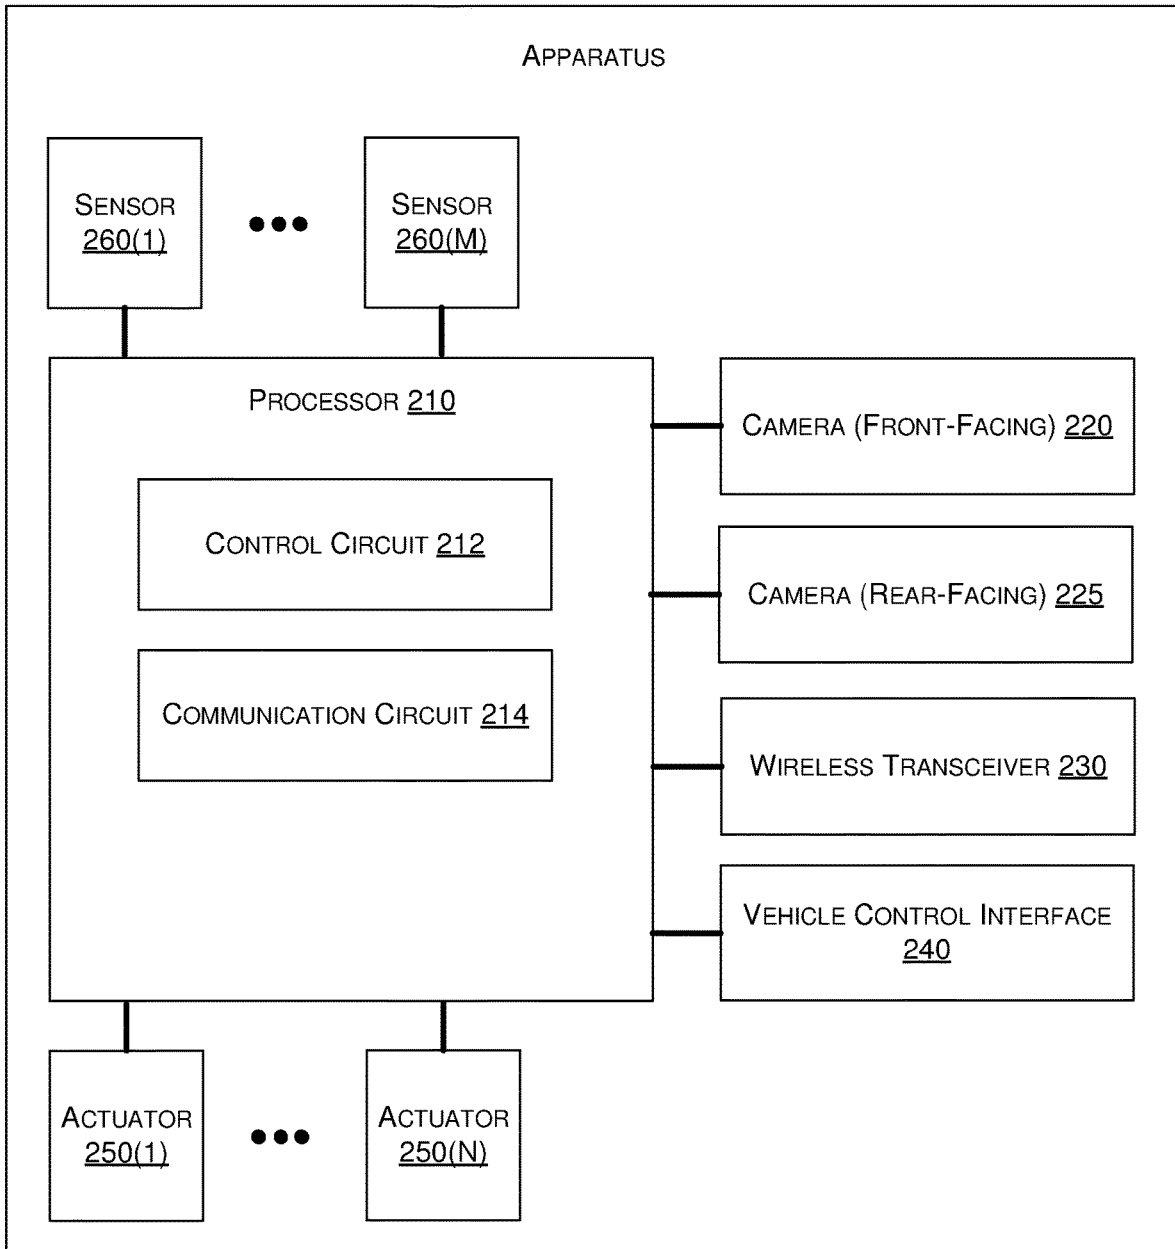 APPARATUS
SENSOR
260(1)
SENSOR
260(M)
PROCESSOR 210
CONTROL CIRCUIT 212
COMMUNICATION CIRCUIT 214
CAMERA (FRONT-FACING) 220
CAMERA (REAR-FACING) 225
WIRELESS TRANSCEIVER 230
VEHICLE CONTROL INTERFACE
240
ACTUATOR
250(1)
ACTUATOR
250(N)